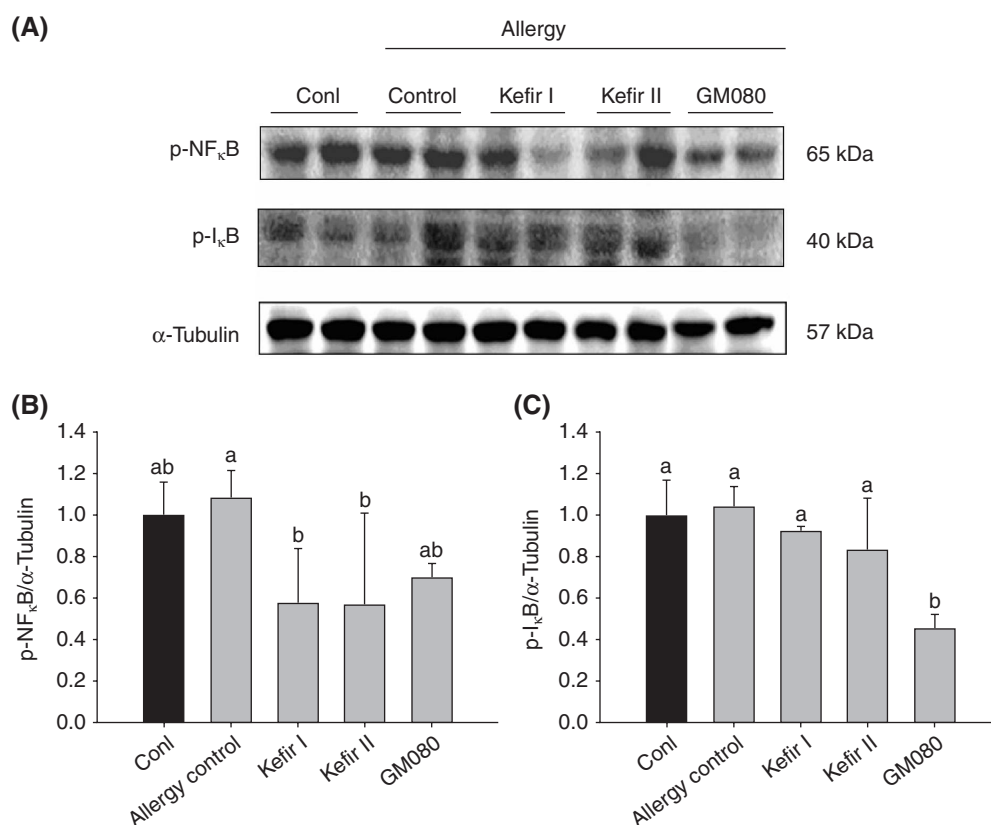 (A)
Allergy
Conl Control Kefir I Kefir II GM080
p-NFκB 65 kDa
p-IκB 40 kDa
α-Tubulin 57 kDa
(B)
p-NFκB/α-Tubulin
1.4
1.2
1.0
0.8
0.6
0.4
0.2
0.0
ab a b b ab
Conl Allergy control Kefir I Kefir II GM080
(C)
p-IκB/α-Tubulin
1.4
1.2
1.0
0.8
0.6
0.4
0.2
0.0
a a a a b
Conl Allergy control Kefir I Kefir II GM080